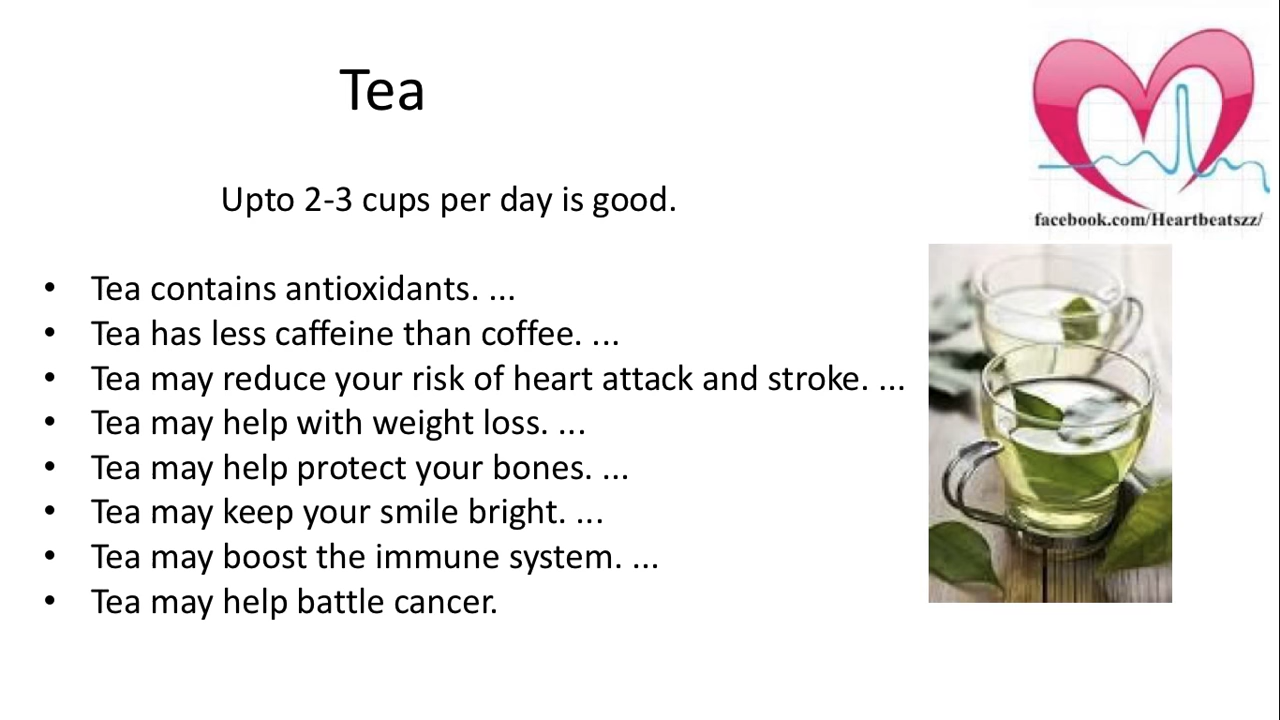 Tea
facebook.com/Heartbeatszz/
Upto 2-3 cups per day is good.
• Tea contains antioxidants. ...
• Tea has less caffeine than coffee. ...
• Tea may reduce your risk of heart attack and stroke. ...
• Tea may help with weight loss. ...
• Tea may help protect your bones. ...
• Tea may keep your smile bright. ...
• Tea may boost the immune system. ...
• Tea may help battle cancer.